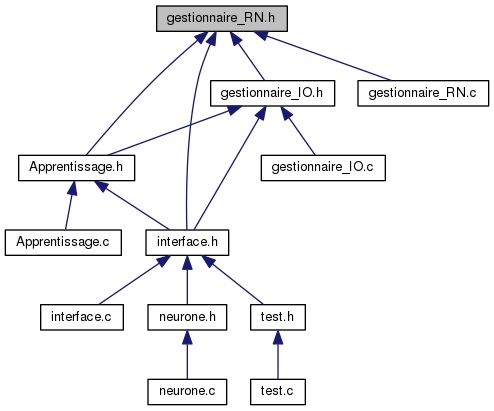 gestionnaire_RN.h
gestionnaire_IO.h
gestionnaire_RN.c
Apprentissage.h
gestionnaire_IO.c
Apprentissage.c
interface.h
interface.c
neurone.h
test.h
neurone.c
test.c